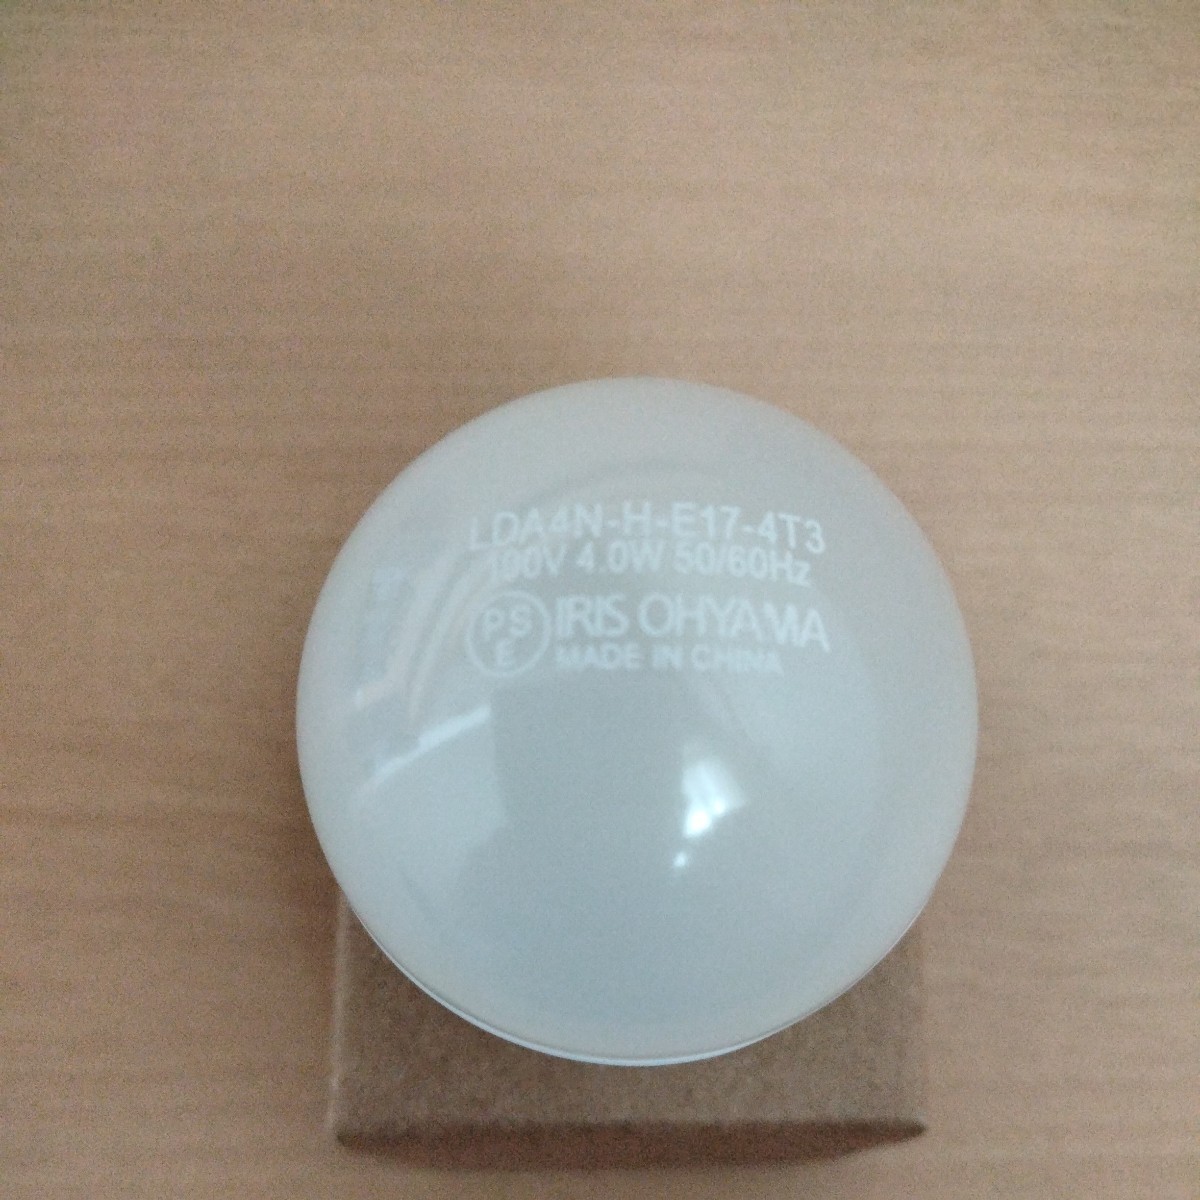 LDA4N-H-E17-4T3
100V 4.0W 50/60Hz
PS E IRIS OHYAMA
MADE IN CHINA